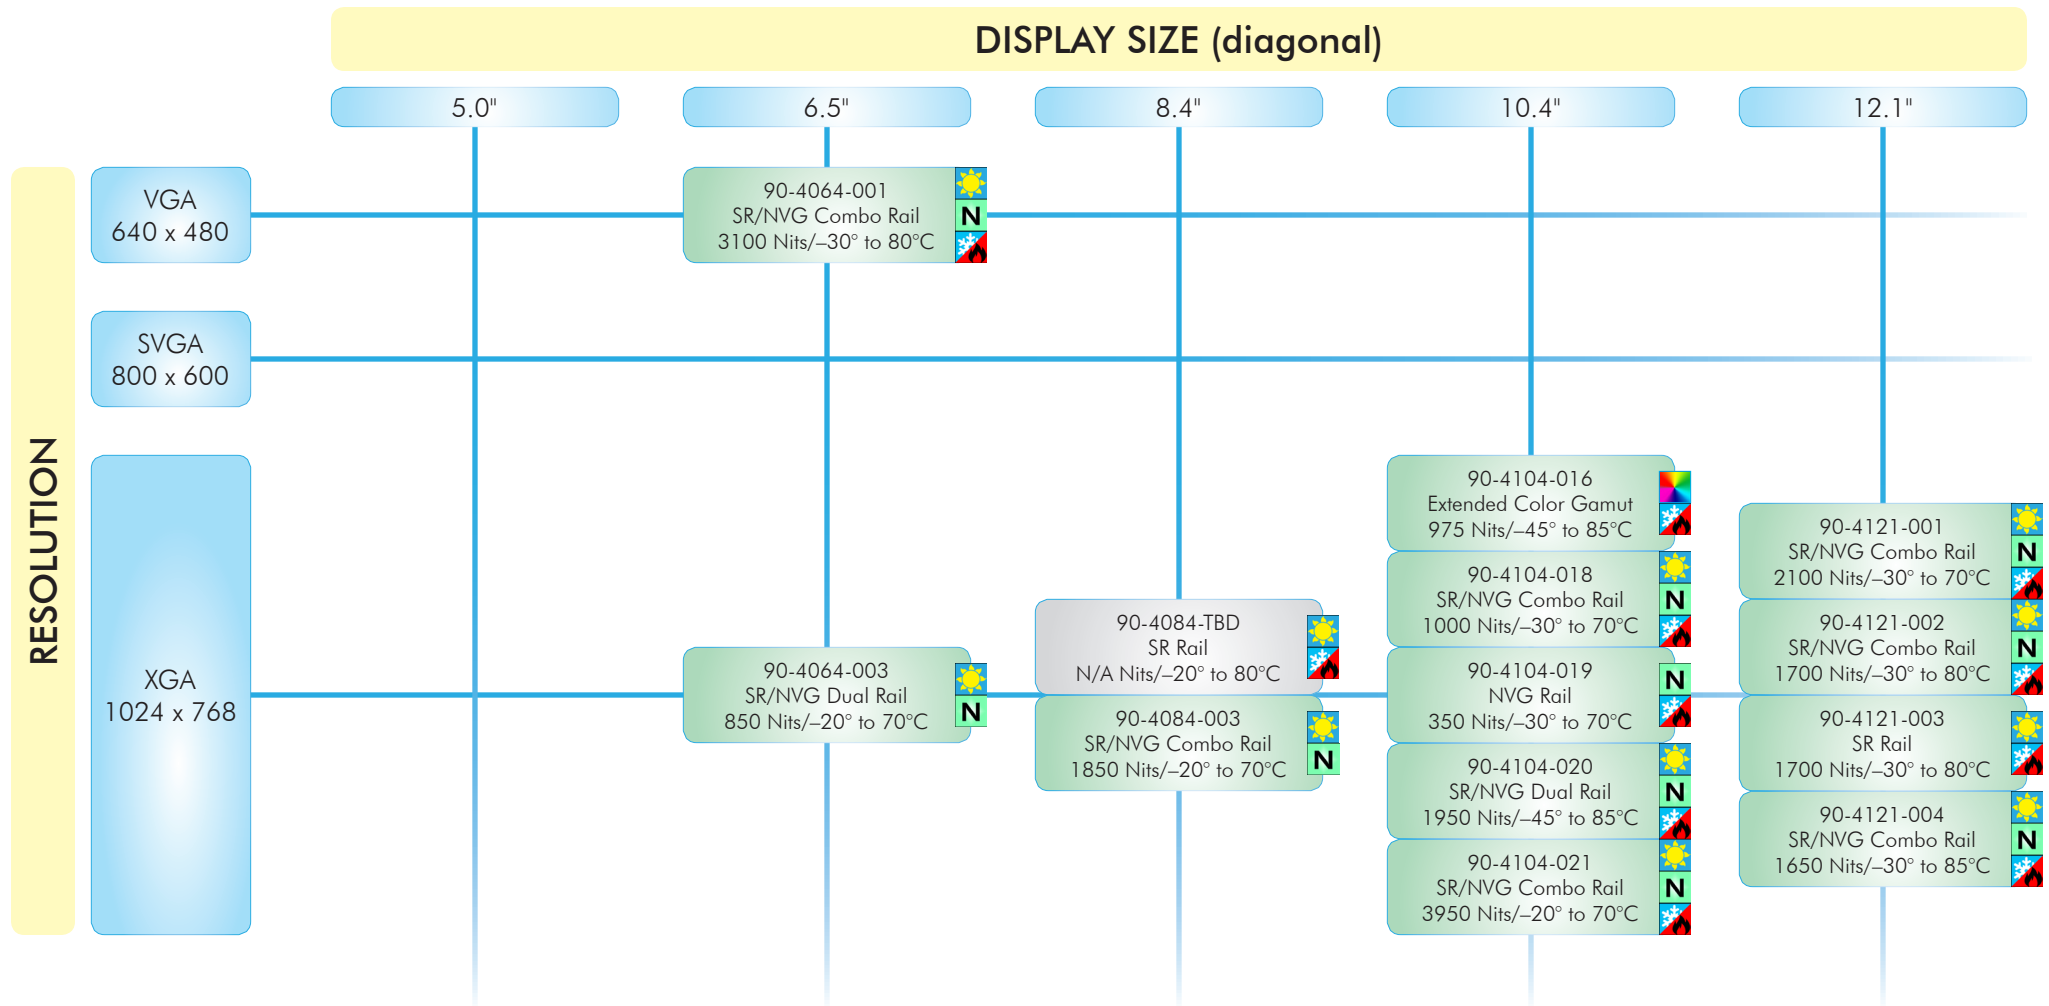 DISPLAY SIZE (diagonal)
5.0"
6.5"
8.4"
10.4"
12.1"
RESOLUTION
VGA
640 x 480
90-4064-001
SR/NVG Combo Rail
3100 Nits/–30° to 80°C
N
SVGA
800 x 600
XGA
1024 x 768
90-4064-003
SR/NVG Dual Rail
850 Nits/–20° to 70°C
N
90-4084-TBD
SR Rail
N/A Nits/–20° to 80°C
90-4084-003
SR/NVG Combo Rail
1850 Nits/–20° to 70°C
N
90-4104-016
Extended Color Gamut
975 Nits/–45° to 85°C
90-4104-018
SR/NVG Combo Rail
1000 Nits/–30° to 70°C
N
90-4104-019
NVG Rail
350 Nits/–30° to 70°C
N
90-4104-020
SR/NVG Dual Rail
1950 Nits/–45° to 85°C
N
90-4104-021
SR/NVG Combo Rail
3950 Nits/–20° to 70°C
N
90-4121-001
SR/NVG Combo Rail
2100 Nits/–30° to 70°C
N
90-4121-002
SR/NVG Combo Rail
1700 Nits/–30° to 80°C
N
90-4121-003
SR Rail
1700 Nits/–30° to 80°C
90-4121-004
SR/NVG Combo Rail
1650 Nits/–30° to 85°C
N